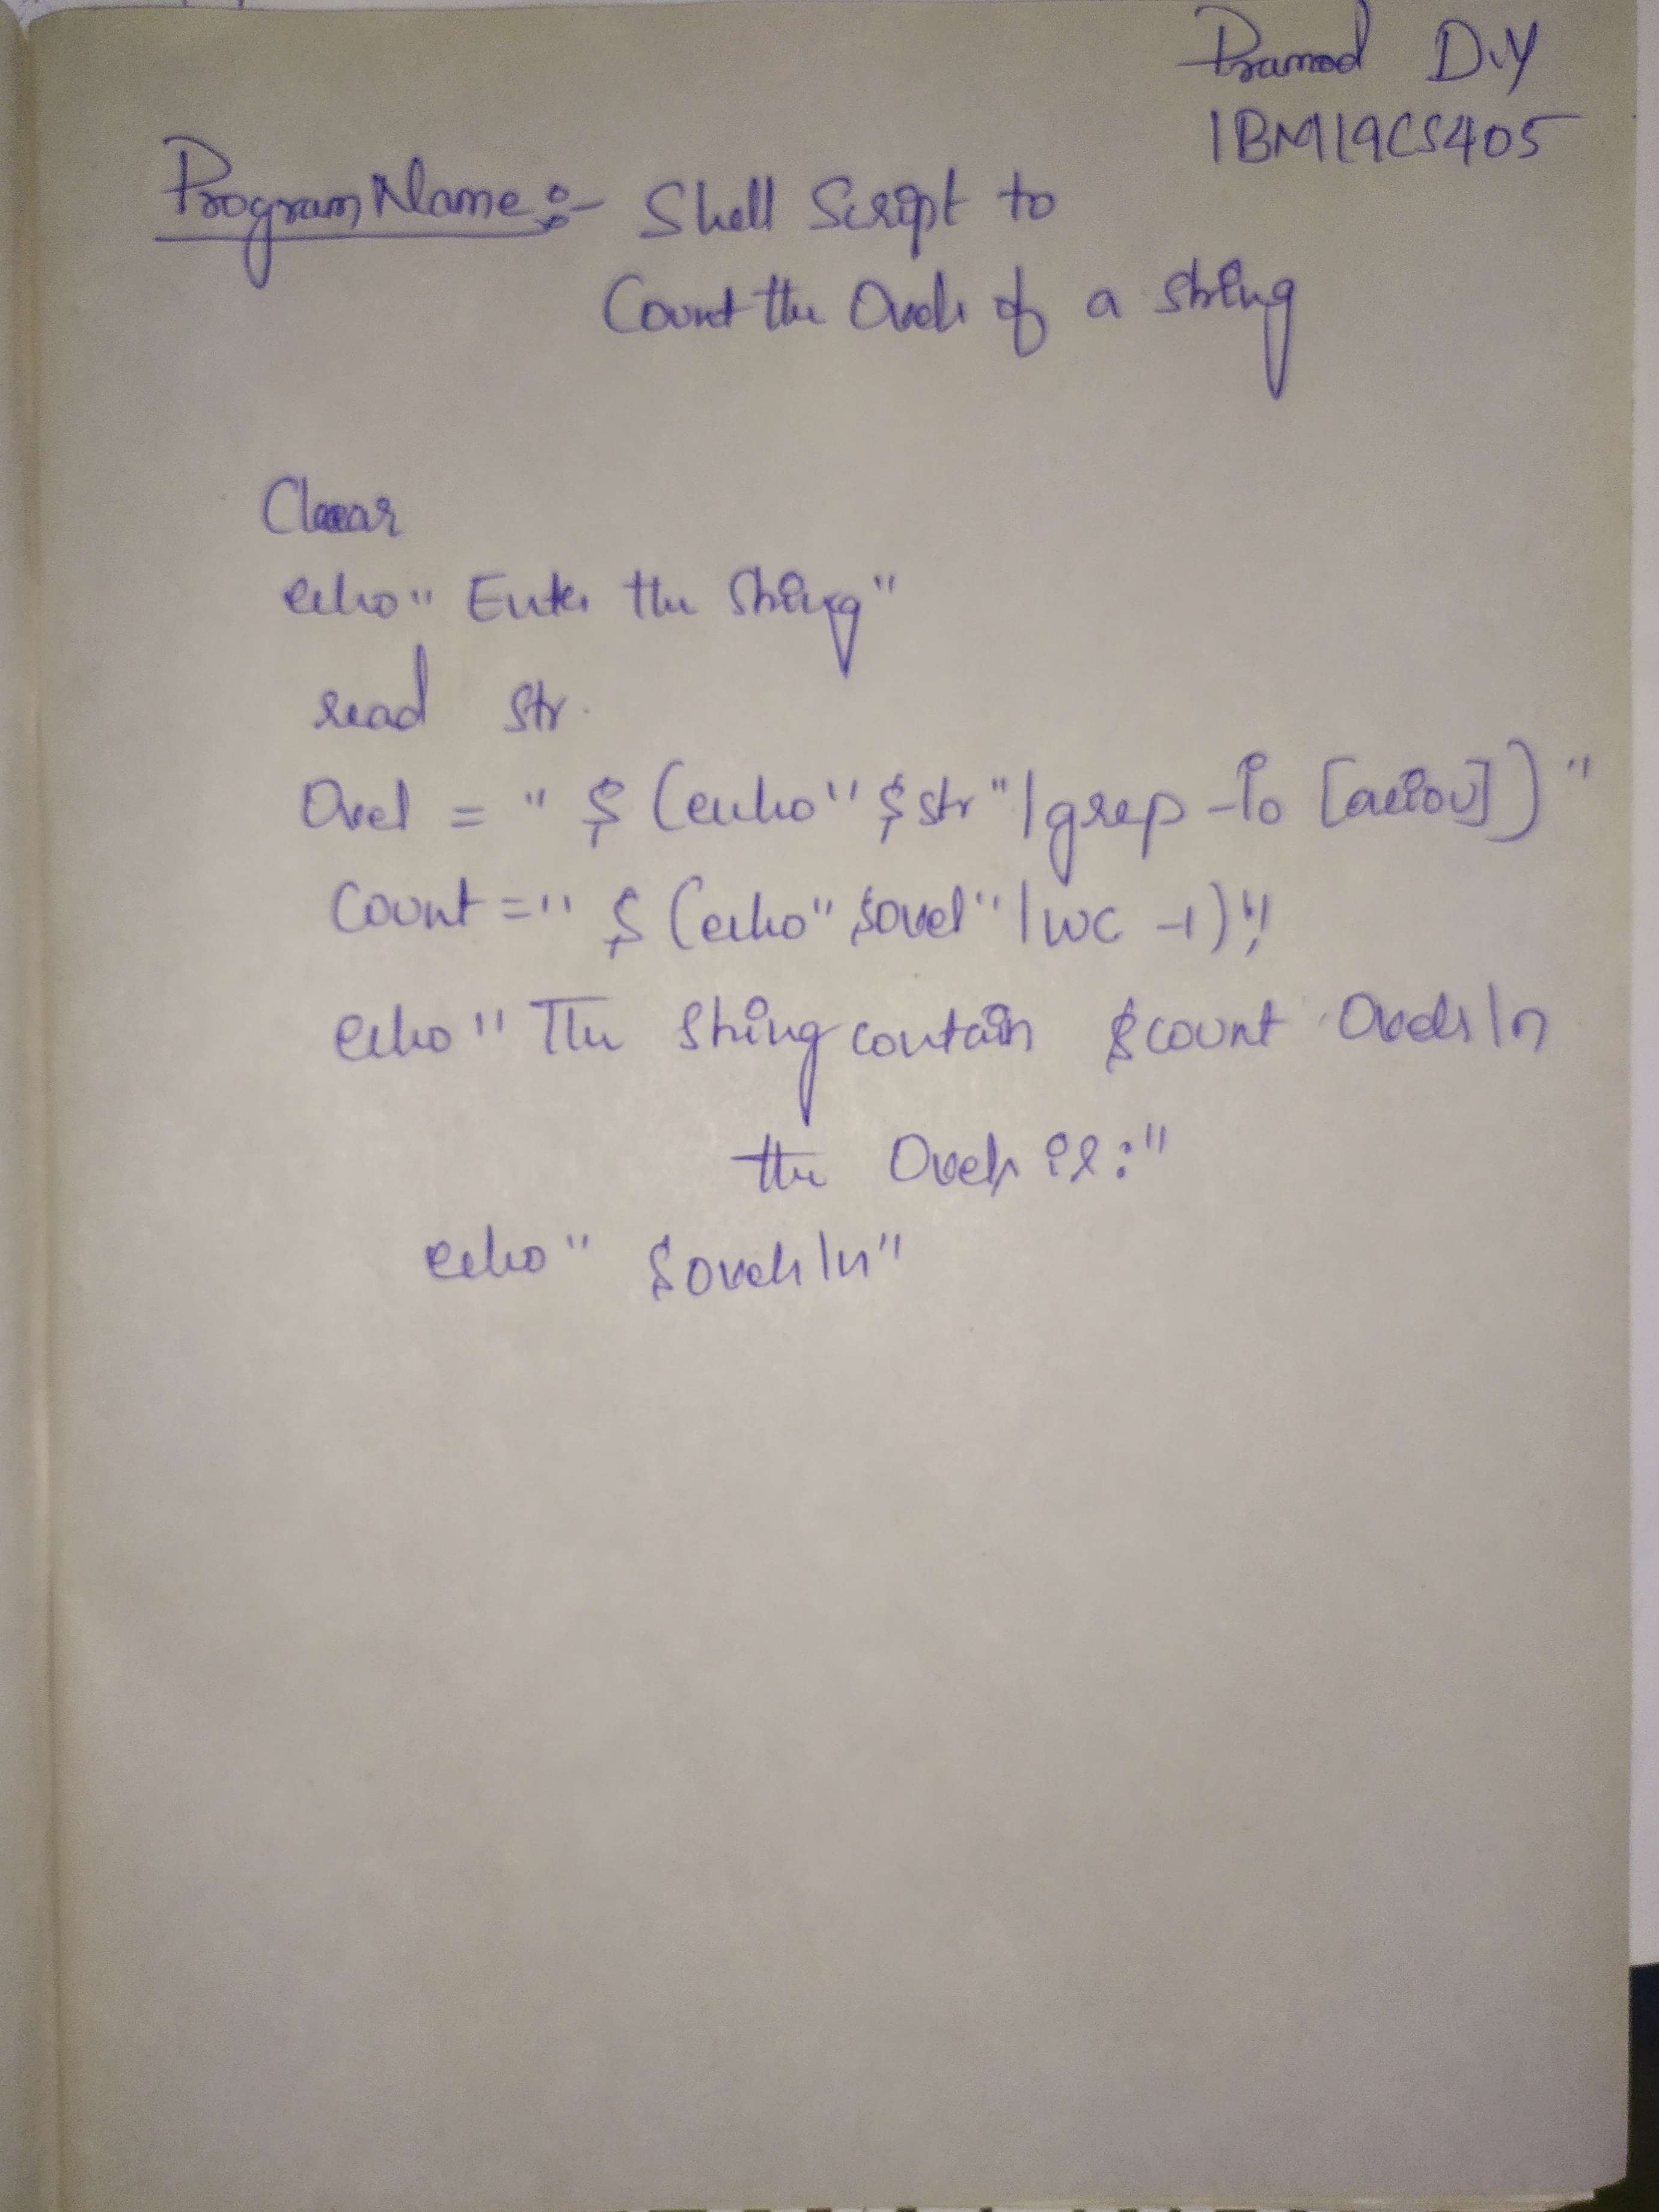 Pramod D.Y
1BM19CS405
Program Name:- Shell Script to
Count the Ovels of a string
Clear
echo" Enter the string"
read str.
Ovel = " $ (echo" $str" | grep -io [aeiou])"
Count =" $ (echo" $ovel" | wc -l)"
echo" The string contain $count Ovels \n
the Ovels is:"
echo" $ovels \n"